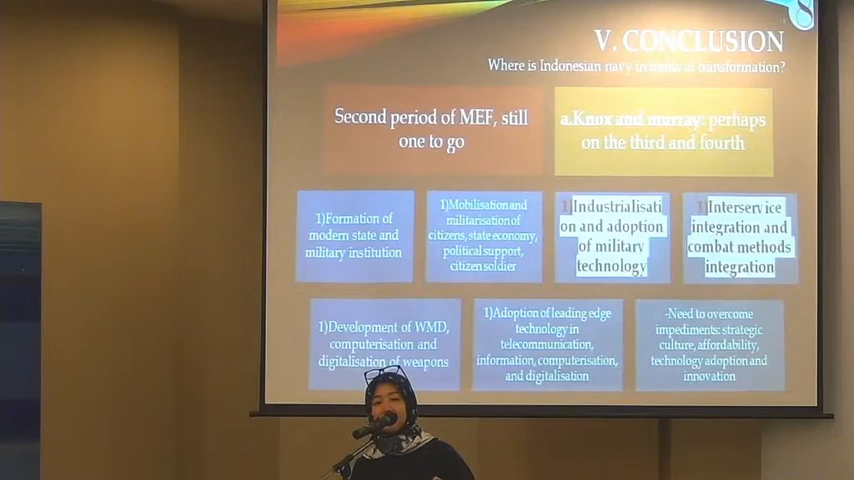 8
V. CONCLUSION
Where is Indonesian navy in terms of transformation?
Second period of MEF, still
one to go
a.Knox and murray: perhaps
on the third and fourth
1)Formation of
modern state and
military institution
1)Mobilisation and
militarisation of
citizens, state economy,
political support,
citizen soldier
1)Industrialisati
on and adoption
of military
technology
1)Interservice
integration and
combat methods
integration
1)Development of WMD,
computerisation and
digitalisation of weapons
1)Adoption of leading edge
technology in
telecommunication,
information, computerisation,
and digitalisation
-Need to overcome
impediments: strategic
culture, affordability,
technology adoption and
innovation